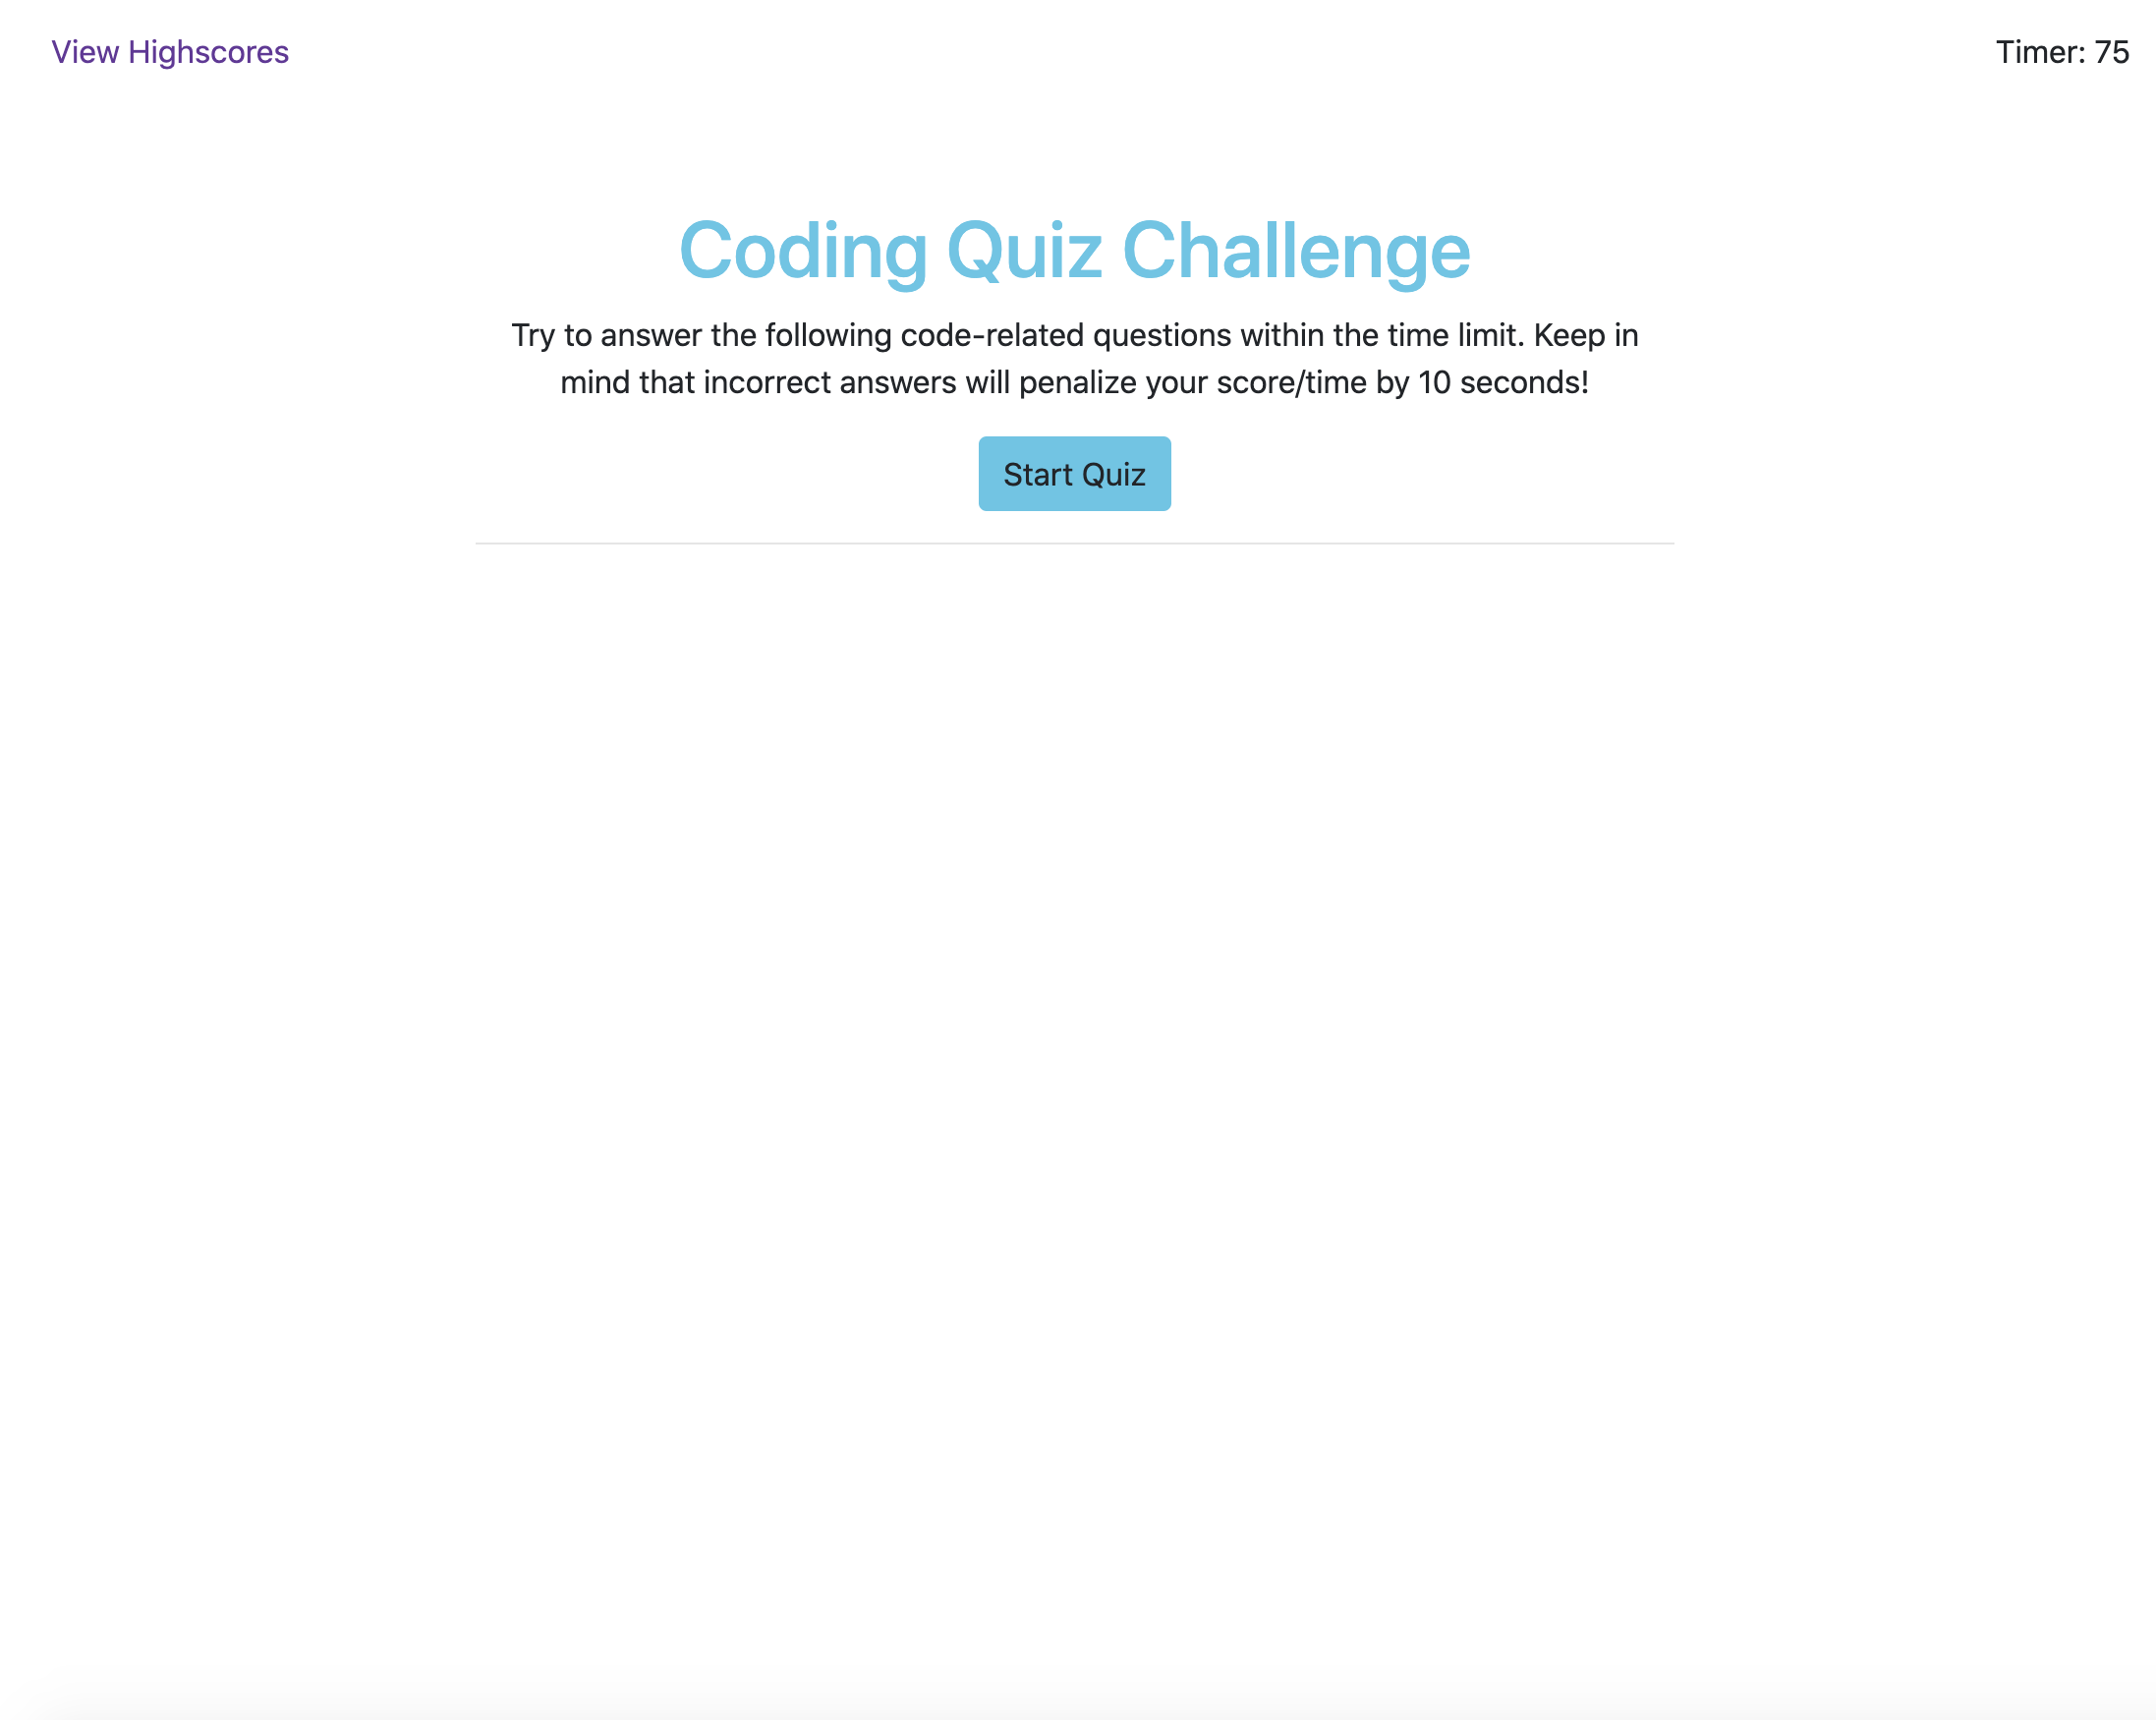 View Highscores
Timer: 75
Coding Quiz Challenge
Try to answer the following code-related questions within the time limit. Keep in
mind that incorrect answers will penalize your score/time by 10 seconds!
Start Quiz